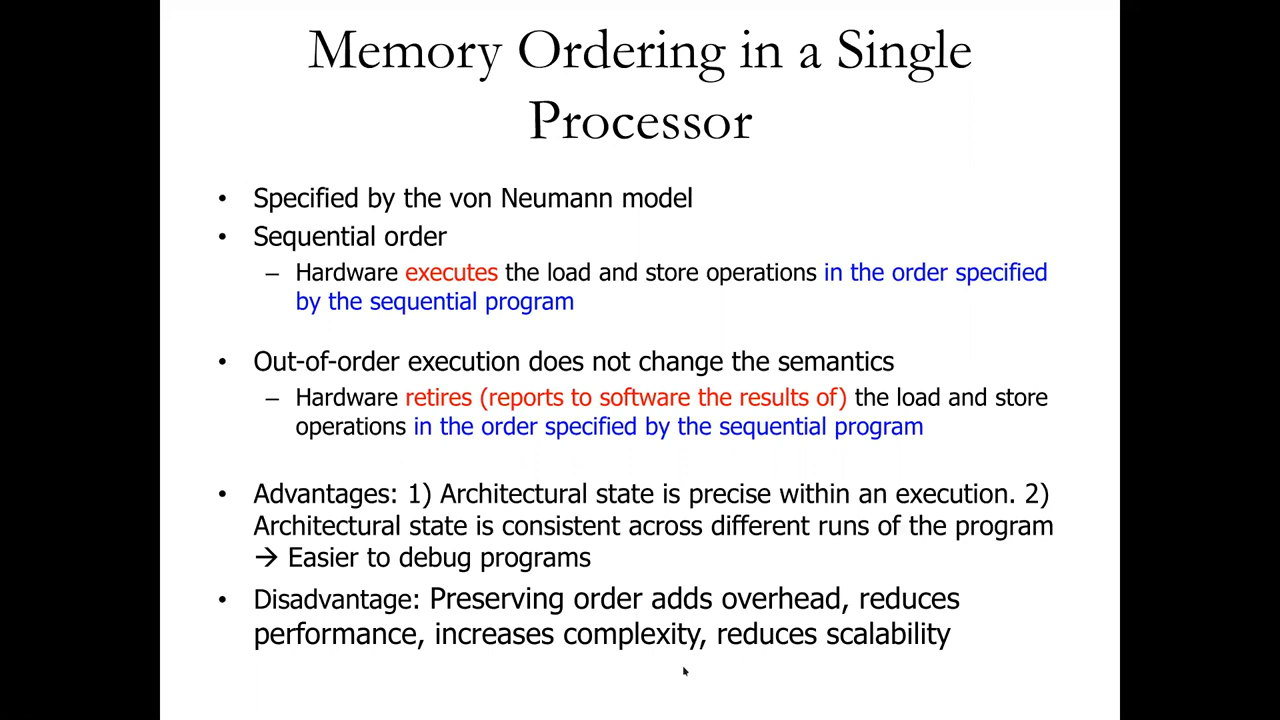 Memory Ordering in a Single
Processor
• Specified by the von Neumann model
• Sequential order
– Hardware executes the load and store operations in the order specified
by the sequential program
• Out-of-order execution does not change the semantics
– Hardware retires (reports to software the results of) the load and store
operations in the order specified by the sequential program
• Advantages: 1) Architectural state is precise within an execution. 2)
Architectural state is consistent across different runs of the program
→ Easier to debug programs
• Disadvantage: Preserving order adds overhead, reduces
performance, increases complexity, reduces scalability